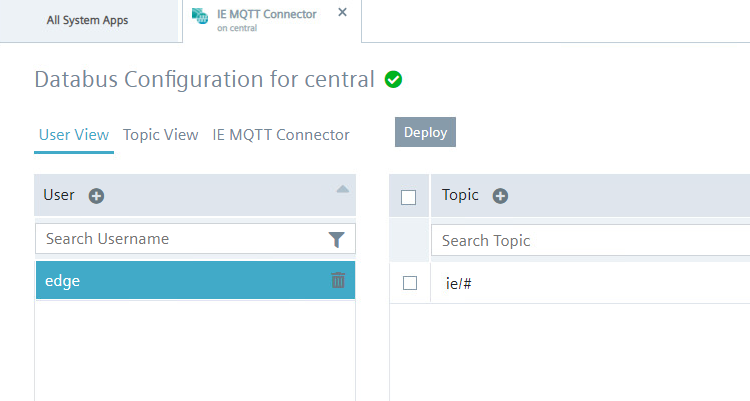 All System Apps
IE MQTT Connector
on central
Databus Configuration for central
User View Topic View IE MQTT Connector Deploy
User Topic
Search Username Search Topic
edge ie/#